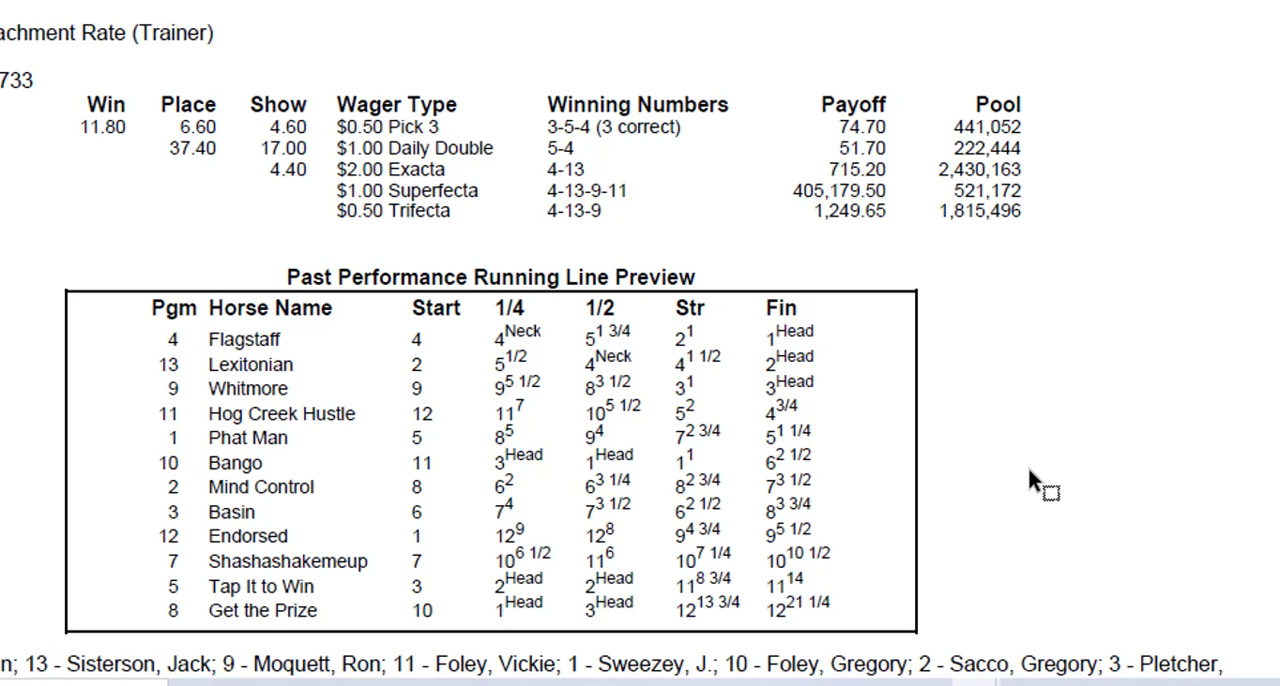 achment Rate (Trainer)
733
Win Place Show Wager Type Winning Numbers Payoff Pool
11.80 6.60 4.60 $0.50 Pick 3 3-5-4 (3 correct) 74.70 441,052
37.40 17.00 $1.00 Daily Double 5-4 51.70 222,444
4.40 $2.00 Exacta 4-13 715.20 2,430,163
$1.00 Superfecta 4-13-9-11 405,179.50 521,172
$0.50 Trifecta 4-13-9 1,249.65 1,815,496
Past Performance Running Line Preview
Pgm Horse Name Start 1/4 1/2 Str Fin
4 Flagstaff 4 4Neck 51 3/4 21 1Head
13 Lexitonian 2 51/2 4Neck 41 1/2 2Head
9 Whitmore 9 95 1/2 83 1/2 31 3Head
11 Hog Creek Hustle 12 117 105 1/2 52 43/4
1 Phat Man 5 85 94 72 3/4 51 1/4
10 Bango 11 3Head 1Head 11 62 1/2
2 Mind Control 8 62 63 1/4 82 3/4 73 1/2
3 Basin 6 74 73 1/2 62 1/2 83 3/4
12 Endorsed 1 129 128 94 3/4 95 1/2
7 Shashashakemeup 7 106 1/2 116 107 1/4 1010 1/2
5 Tap It to Win 3 2Head 2Head 118 3/4 1114
8 Get the Prize 10 1Head 3Head 1213 3/4 1221 1/4
n; 13 - Sisterson, Jack; 9 - Moquett, Ron; 11 - Foley, Vickie; 1 - Sweezey, J.; 10 - Foley, Gregory; 2 - Sacco, Gregory; 3 - Pletcher,